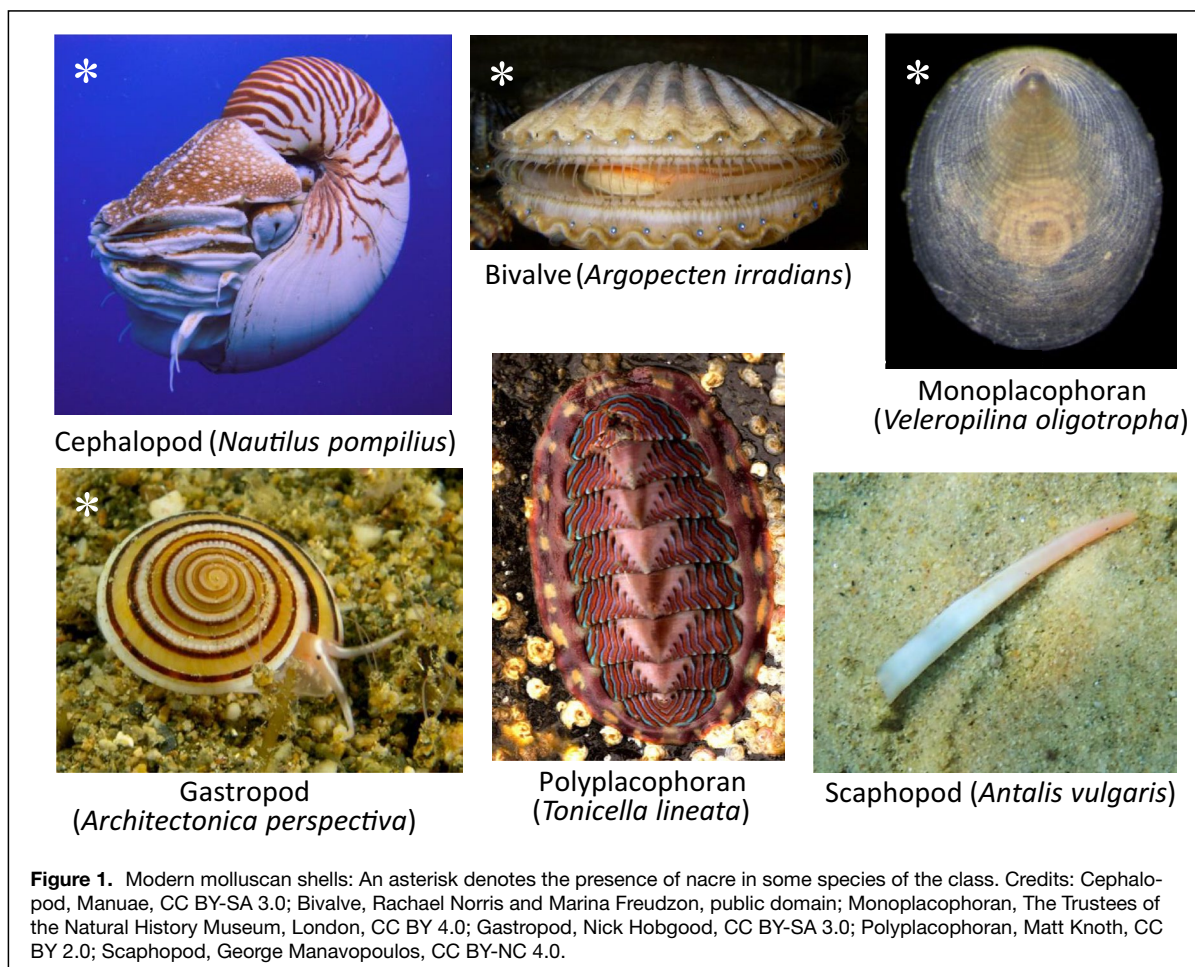 *
*
*
Bivalve (Argopecten irradians)
Monoplacophoran
(Veleropilina oligotropha)
Cephalopod (Nautilus pompilius)
*
Gastropod
(Architectonica perspectiva)
Polyplacophoran
(Tonicella lineata)
Scaphopod (Antalis vulgaris)
Figure 1. Modern molluscan shells: An asterisk denotes the presence of nacre in some species of the class. Credits: Cephalo-
pod, Manuae, CC BY-SA 3.0; Bivalve, Rachael Norris and Marina Freudzon, public domain; Monoplacophoran, The Trustees of
the Natural History Museum, London, CC BY 4.0; Gastropod, Nick Hobgood, CC BY-SA 3.0; Polyplacophoran, Matt Knoth, CC
BY 2.0; Scaphopod, George Manavopoulos, CC BY-NC 4.0.